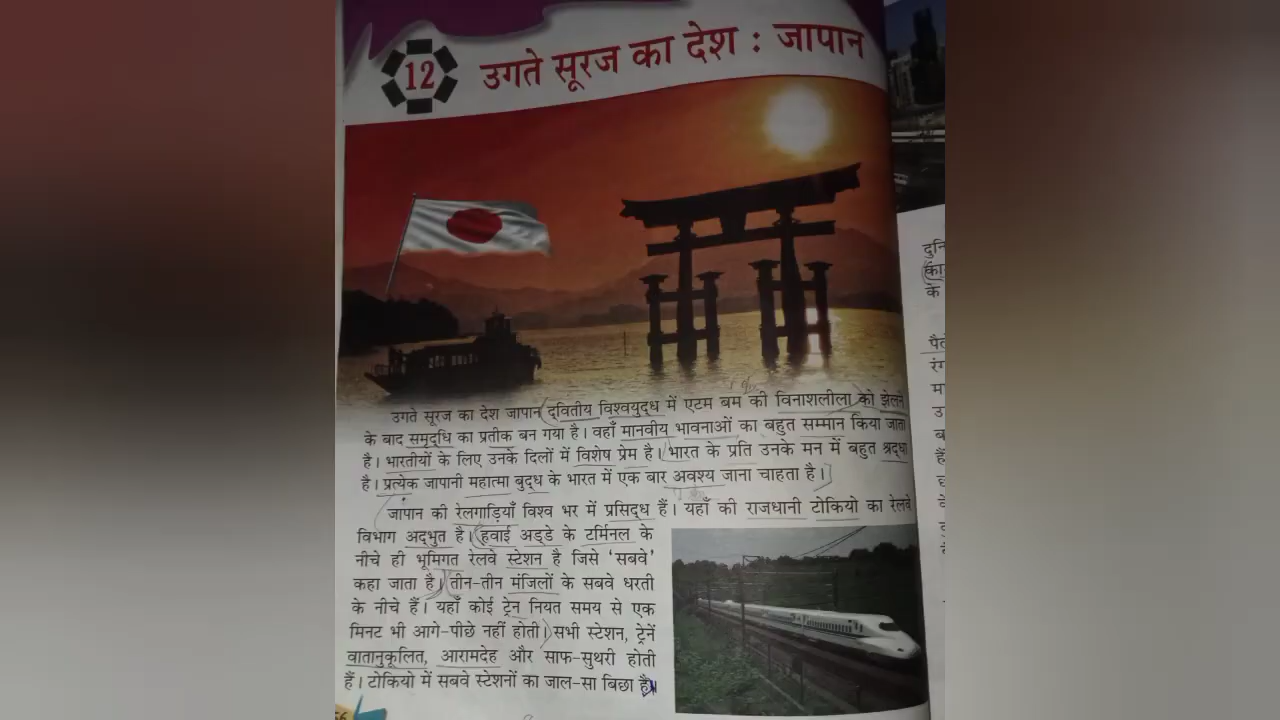 12
उगते सूरज का देश : जापान
उगते सूरज का देश जापान द्‌वितीय विश्वयुद्ध में एटम बम की विनाशलीला को झेलने
के बाद समृद्‌धि का प्रतीक बन गया है। वहाँ मानवीय भावनाओं का बहुत सम्मान किया जाता
है। भारतीयों के लिए उनके दिलों में विशेष प्रेम है। भारत के प्रति उनके मन में बहुत श्रद्‌धा
है। प्रत्येक जापानी महात्मा बुद्‌ध के भारत में एक बार अवश्य जाना चाहता है।
जापान की रेलगाड़ियाँ विश्व भर में प्रसिद्‌ध हैं। यहाँ की राजधानी टोकियो का रेलवे
विभाग अद्‌भुत है। हवाई अड्‌डे के टर्मिनल के
नीचे ही भूमिगत रेलवे स्टेशन है जिसे ‘सबवे’
कहा जाता है। तीन-तीन मंजिलों के सबवे धरती
के नीचे हैं। यहाँ कोई ट्रेन नियत समय से एक
मिनट भी आगे-पीछे नहीं होती। सभी स्टेशन, ट्रेनें
वातानुकूलित, आरामदेह और साफ-सुथरी होती
हैं। टोकियो में सबवे स्टेशनों का जाल-सा बिछा है।
के